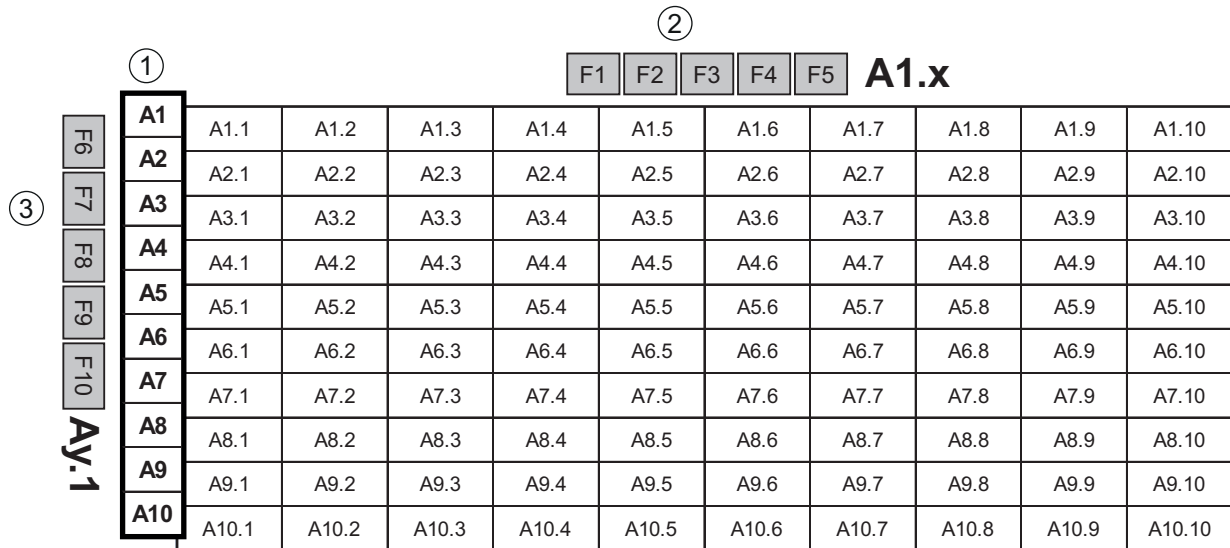 ②
①
F1 F2 F3 F4 F5 A1.x
A1 A1.1 A1.2 A1.3 A1.4 A1.5 A1.6 A1.7 A1.8 A1.9 A1.10
A2 A2.1 A2.2 A2.3 A2.4 A2.5 A2.6 A2.7 A2.8 A2.9 A2.10
A3 A3.1 A3.2 A3.3 A3.4 A3.5 A3.6 A3.7 A3.8 A3.9 A3.10
A4 A4.1 A4.2 A4.3 A4.4 A4.5 A4.6 A4.7 A4.8 A4.9 A4.10
A5 A5.1 A5.2 A5.3 A5.4 A5.5 A5.6 A5.7 A5.8 A5.9 A5.10
A6 A6.1 A6.2 A6.3 A6.4 A6.5 A6.6 A6.7 A6.8 A6.9 A6.10
A7 A7.1 A7.2 A7.3 A7.4 A7.5 A7.6 A7.7 A7.8 A7.9 A7.10
A8 A8.1 A8.2 A8.3 A8.4 A8.5 A8.6 A8.7 A8.8 A8.9 A8.10
A9 A9.1 A9.2 A9.3 A9.4 A9.5 A9.6 A9.7 A9.8 A9.9 A9.10
A10 A10.1 A10.2 A10.3 A10.4 A10.5 A10.6 A10.7 A10.8 A10.9 A10.10
③
F6 F7 F8 F9 F10 Ay.1